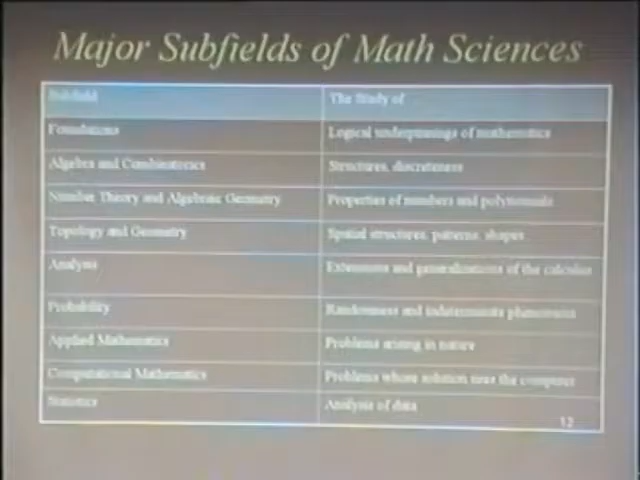 Major Subfields of Math Sciences
Subfield The Study of
Foundations Logical underpinnings of mathematics
Algebra and Combinatorics Structures, discreteness
Number Theory and Algebraic Geometry Properties of numbers and polynomials
Topology and Geometry Spatial structures, patterns, shapes
Analysis Extensions and generalizations of the calculus
Probability Randomness and indeterminate phenomena
Applied Mathematics Problems arising in nature
Computational Mathematics Problems whose solution uses the computer
Statistics Analysis of data
12